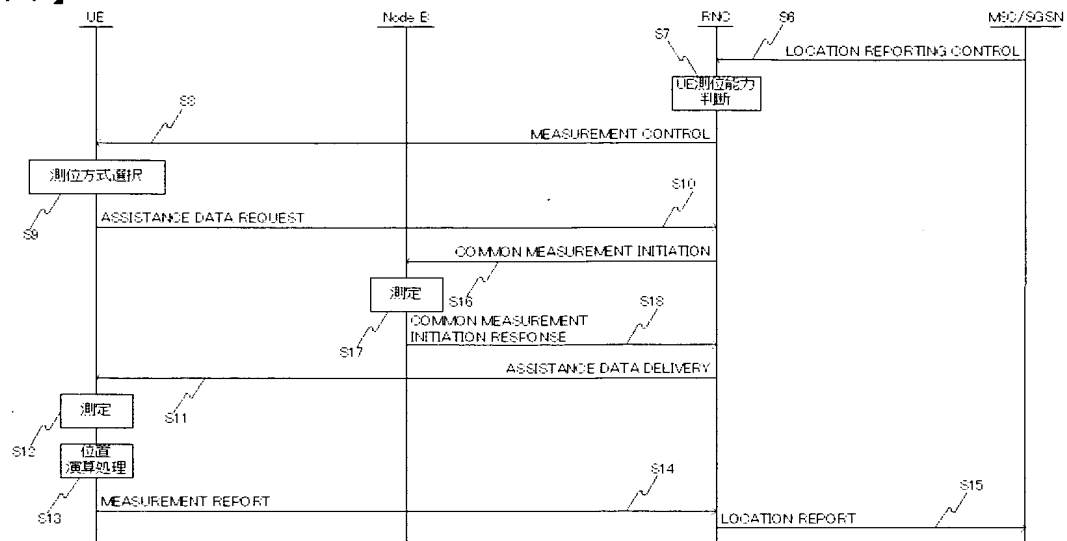 UE
Node B
RNC
MSC/SGSN
S6
S7
LOCATION REPORTING CONTROL
UE測位能力
判断
S8
MEASUREMENT CONTROL
測位方式選択
S10
S9
ASSISTANCE DATA REQUEST
COMMON MEASUREMENT INITIATION
測定
S16
S18
COMMON MEASUREMENT
INITIATION RESPONSE
S17
ASSISTANCE DATA DELIVERY
測定
S11
S12
位置
演算処理
S14
S15
MEASUREMENT REPORT
S13
LOCATION REPORT